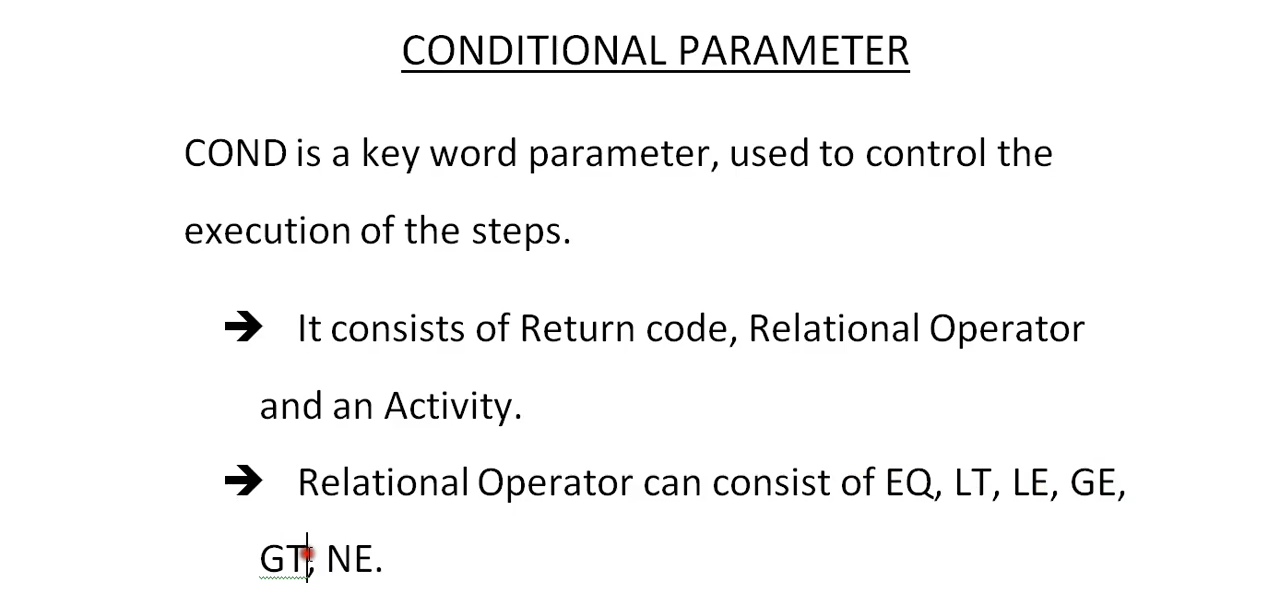 CONDITIONAL PARAMETER
COND is a key word parameter, used to control the
execution of the steps.
➔ It consists of Return code, Relational Operator
and an Activity.
➔ Relational Operator can consist of EQ, LT, LE, GE,
GT, NE.